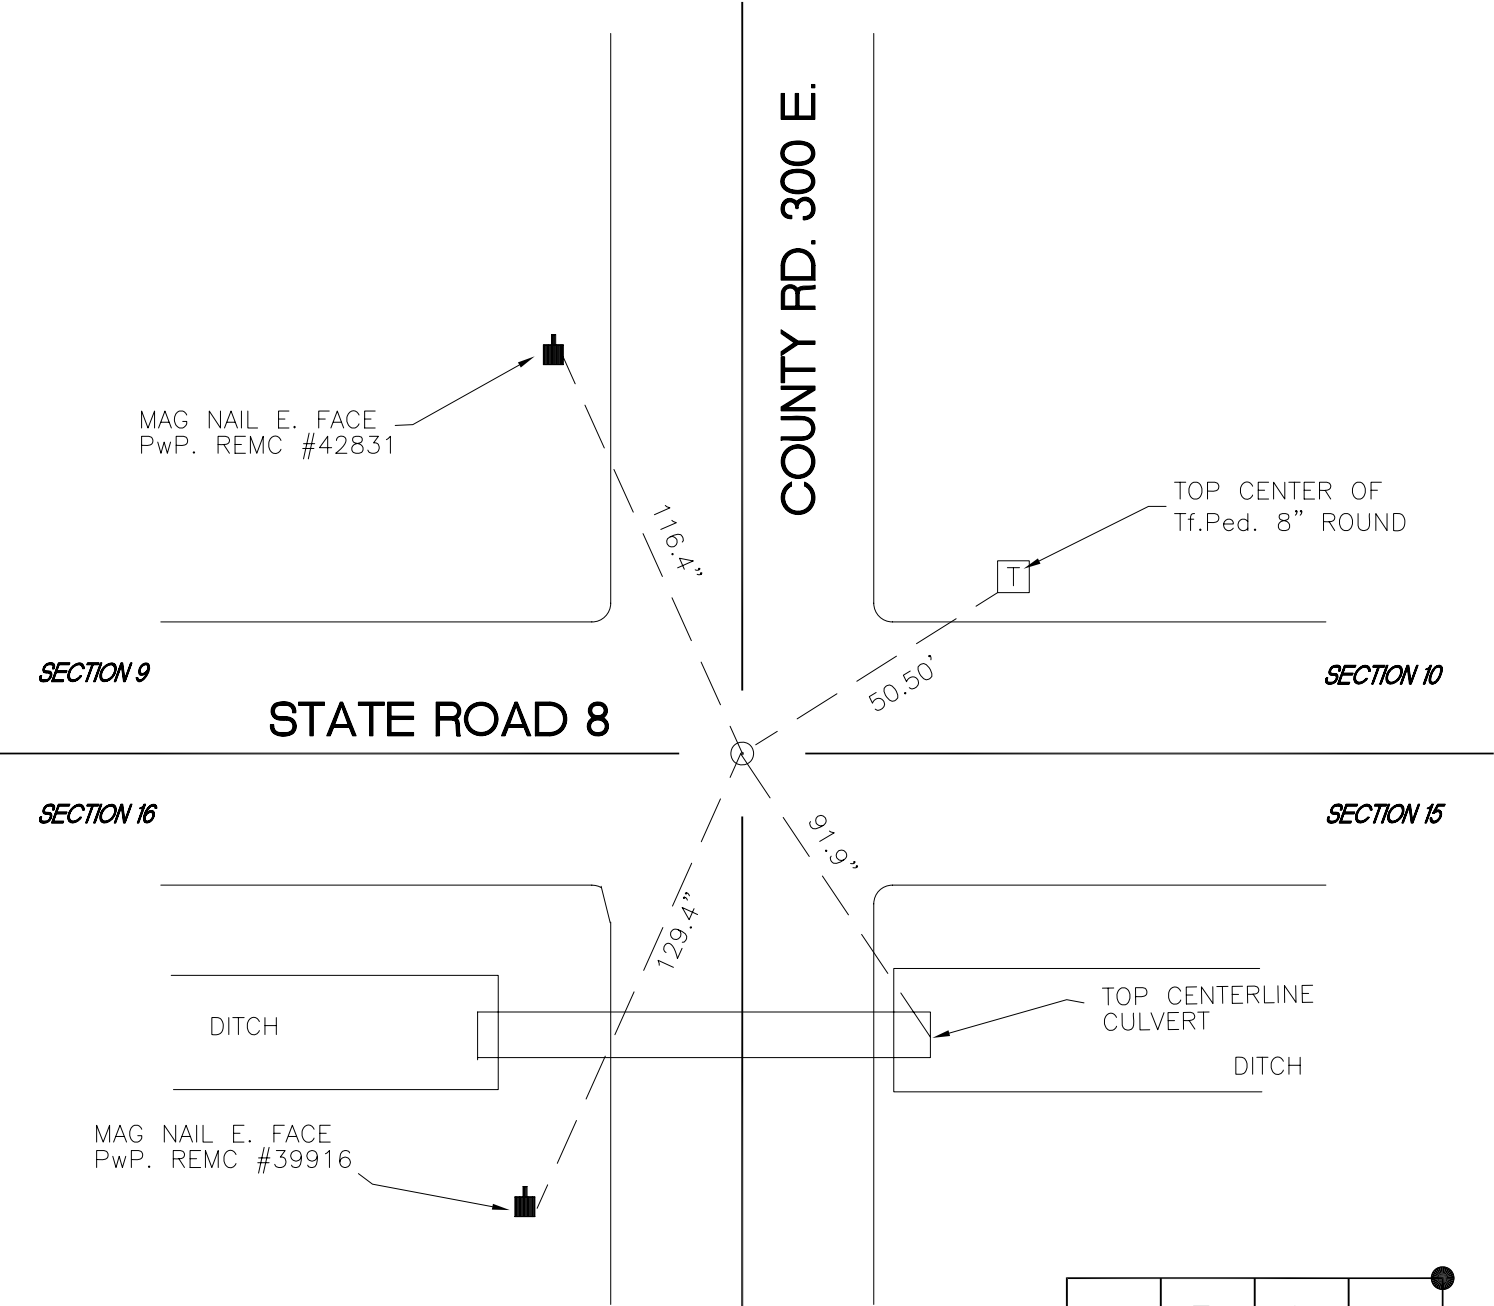 COUNTY RD. 300 E.
MAG NAIL E. FACE
PwP. REMC #42831
116.4”
TOP CENTER OF
Tf.Ped. 8” ROUND
T
50.50'
SECTION 9
SECTION 10
STATE ROAD 8
SECTION 16
SECTION 15
91.9”
129.4”
DITCH
TOP CENTERLINE
CULVERT
DITCH
MAG NAIL E. FACE
PwP. REMC #39916